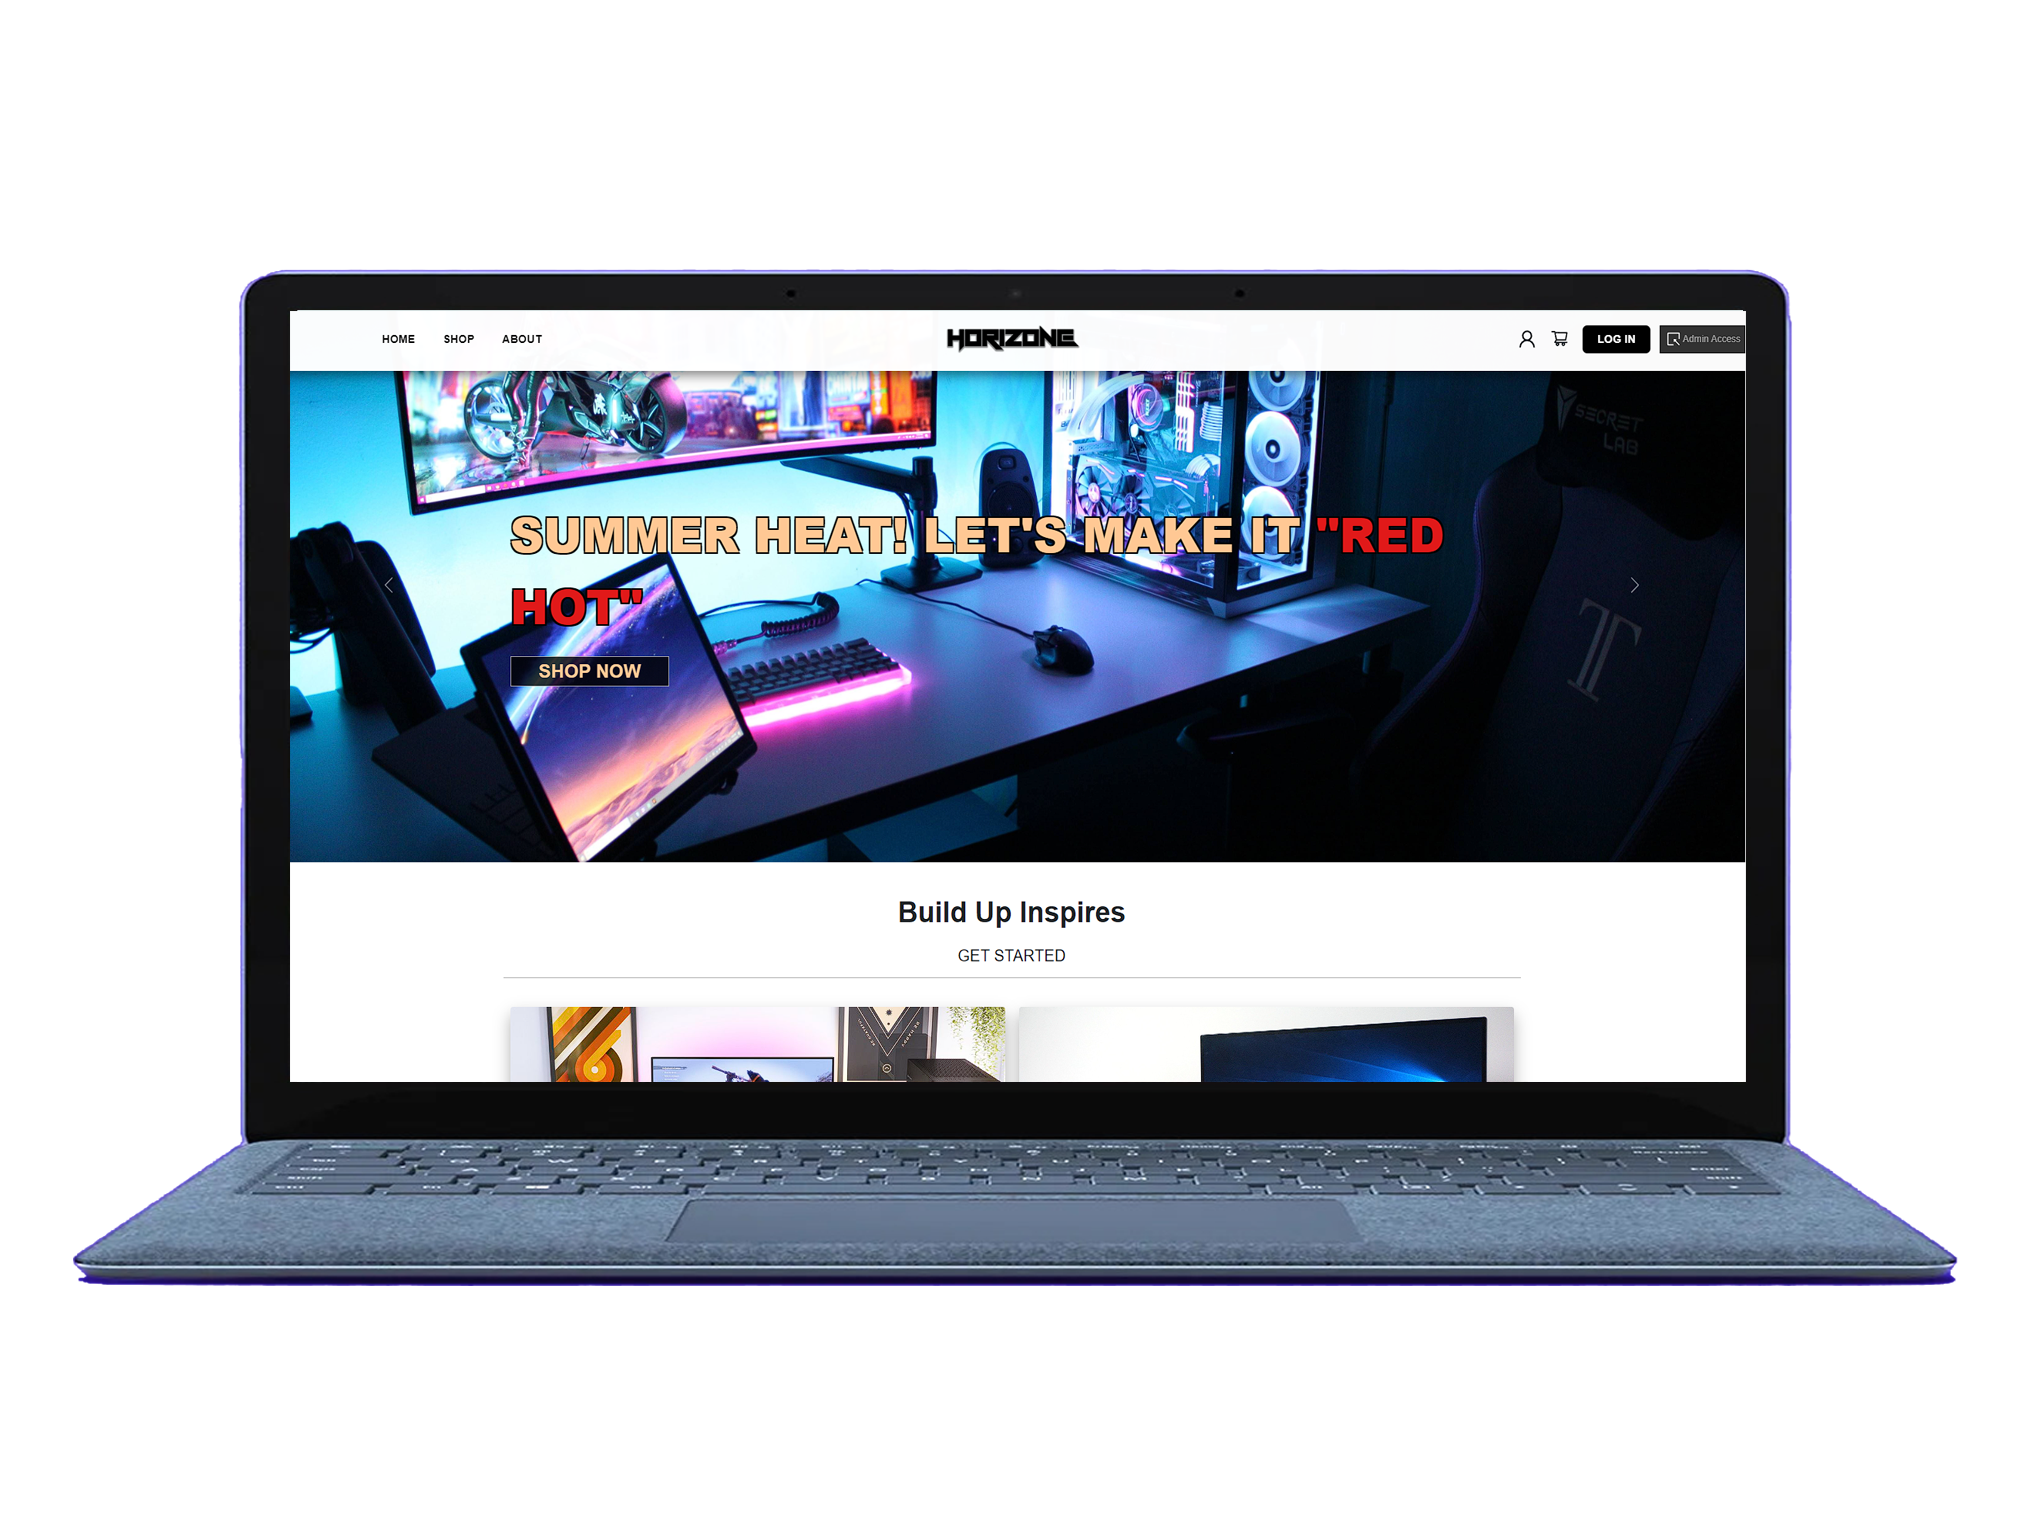 HOME SHOP ABOUT HORIZONE LOG IN Admin Access
SECRET
LAB
SUMMER HEAT! LET'S MAKE IT "RED
HOT"
SHOP NOW
Build Up Inspires
GET STARTED